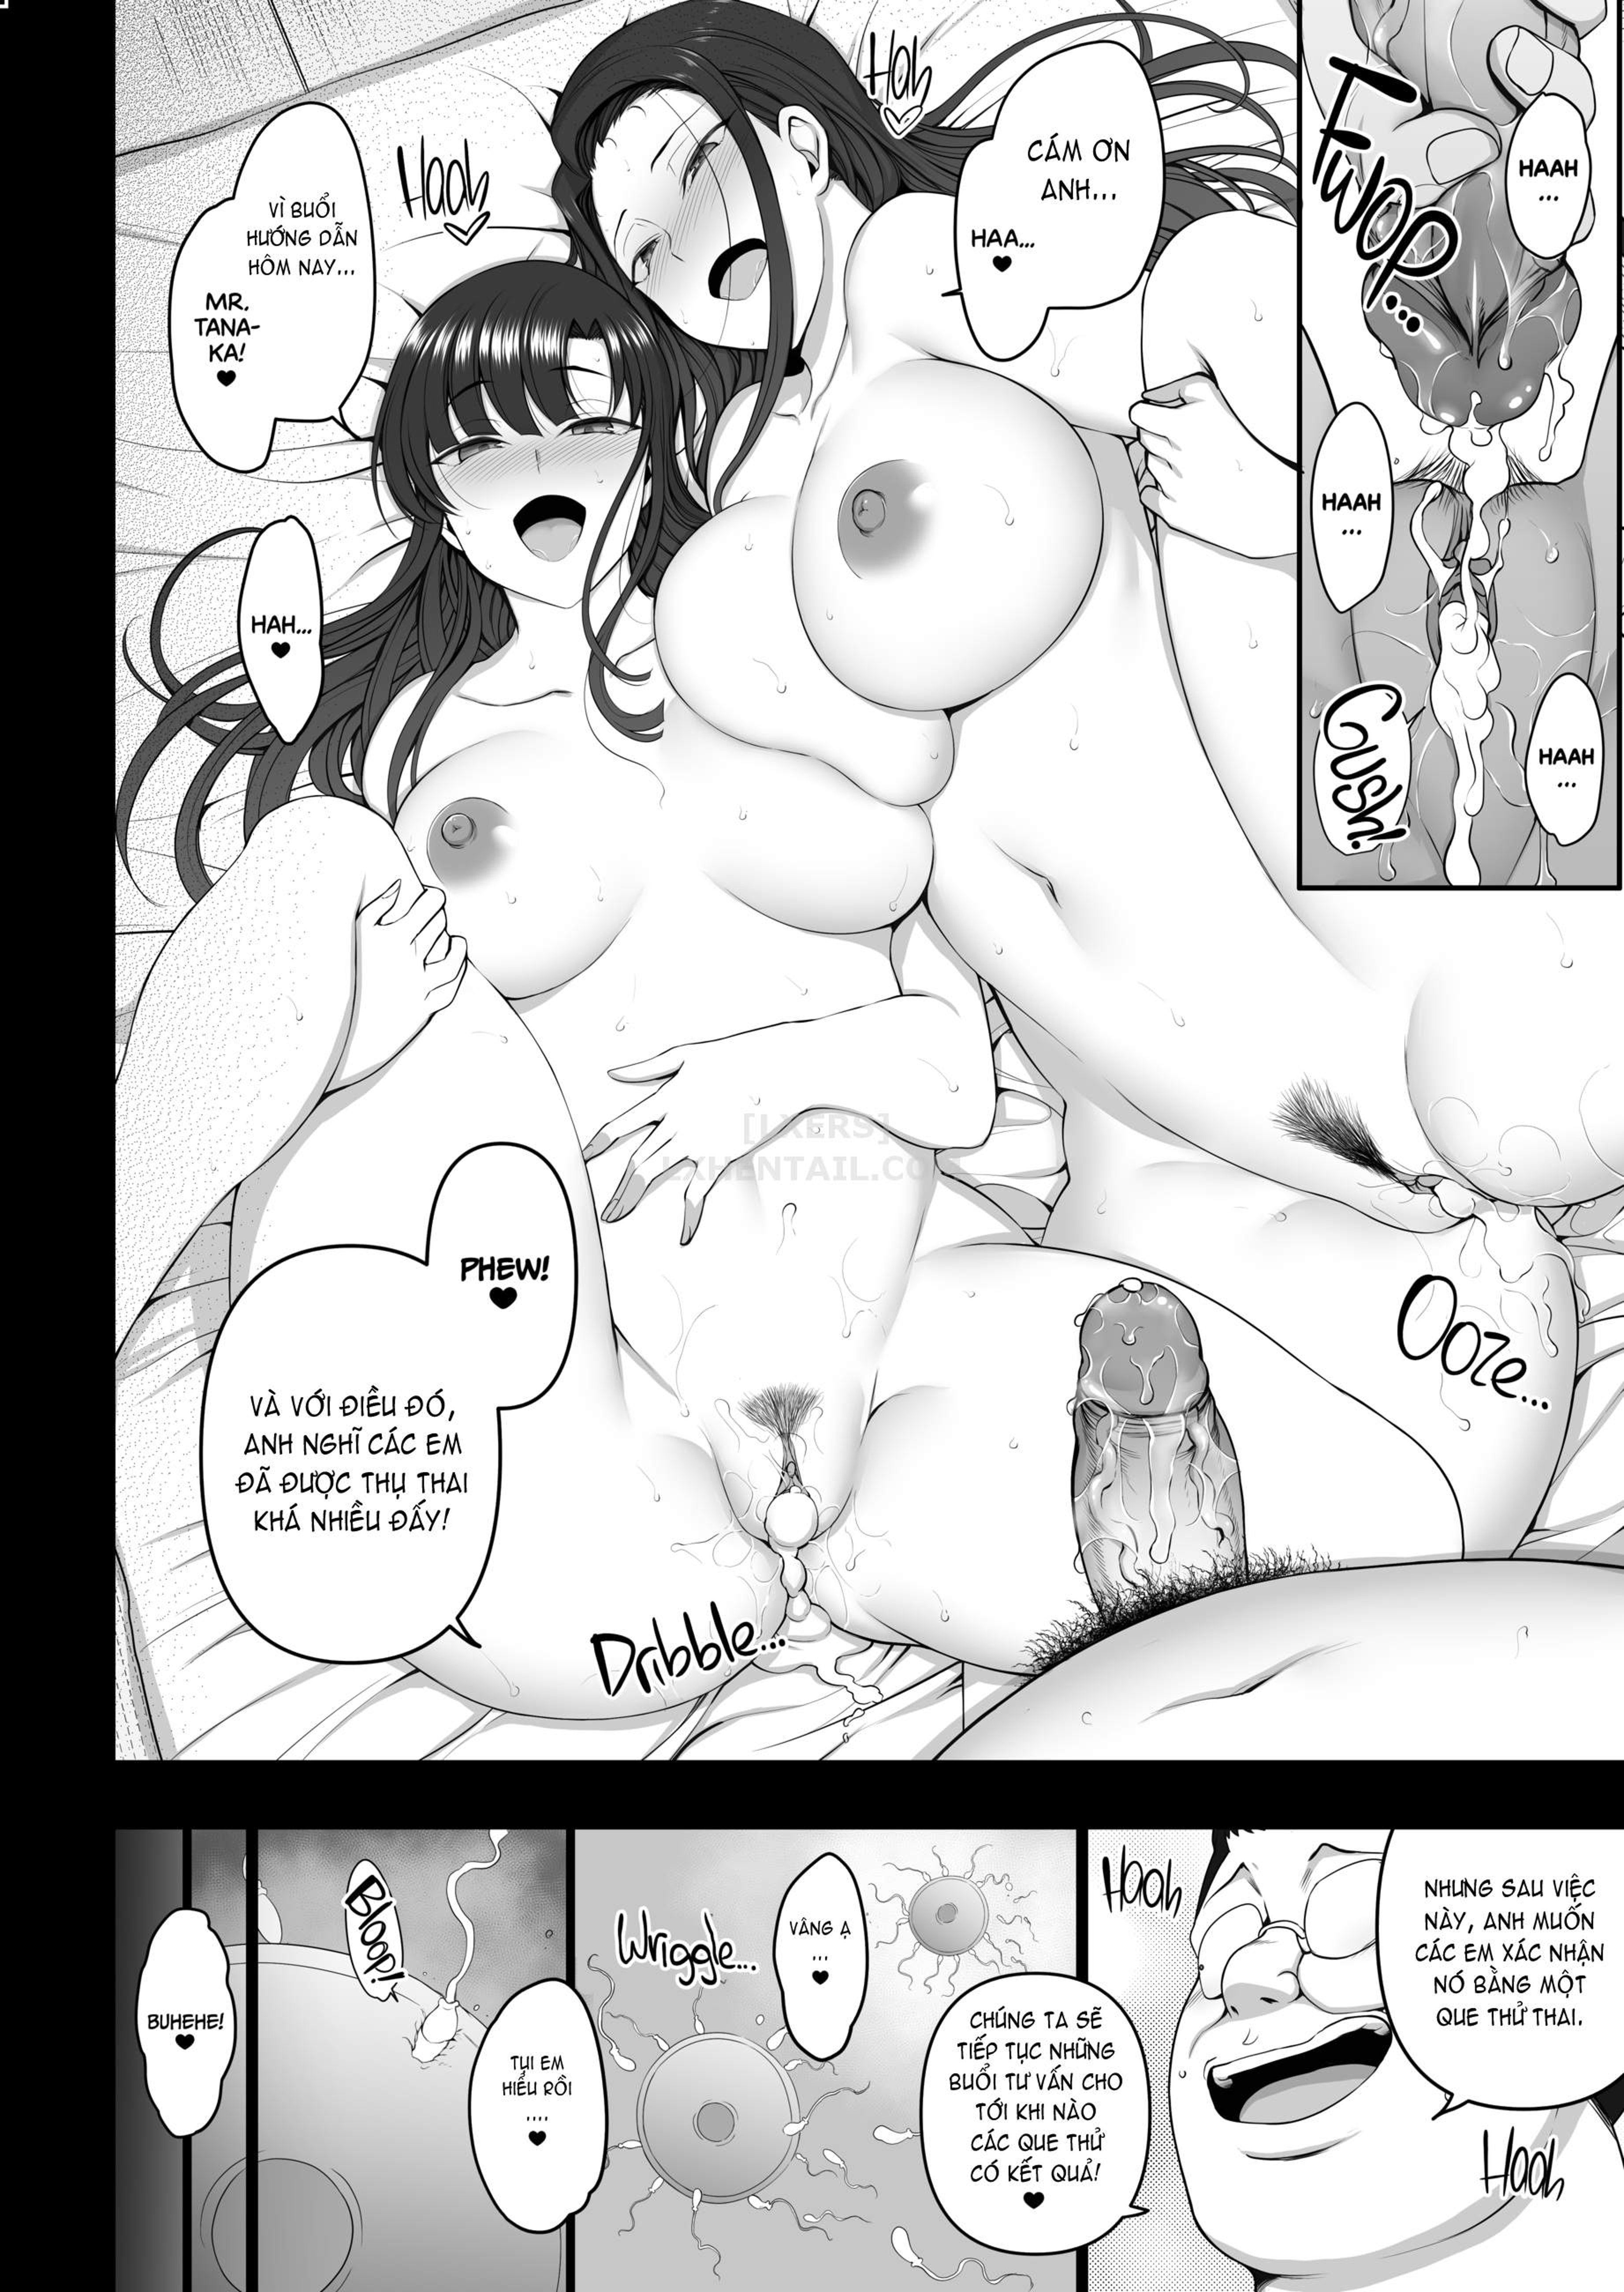 HAAH
...
FWOP...
HAAH
...
GUSH!
HAAH
...
HAH
CÁM ƠN
ANH...
HAA...
HAAH
VÌ BUỔI
HƯỚNG DẪN
HÔM NAY...
MR.
TANA-
KA!
HAH...
[LXERS]
LXHENTAI.COM
OOZE...
PHEW!
VÀ VỚI ĐIỀU ĐÓ,
ANH NGHĨ CÁC EM
ĐÃ ĐƯỢC THỤ THAI
KHÁ NHIỀU ĐẤY!
DRIBBLE...
NHƯNG SAU VIỆC
NÀY, ANH MUỐN
CÁC EM XÁC NHẬN
NÓ BẰNG MỘT
QUE THỬ THAI.
HAAH
HAAH
CHÚNG TA SẼ
TIẾP TỤC NHỮNG
BUỔI TƯ VẤN CHO
TỚI KHI NÀO
CÁC QUE THỬ
CÓ KẾT QUẢ!
VÂNG Ạ
...
WRIGGLE...
TỤI EM
HIỂU RỒI
....
BLOOP!
BUHEHE!